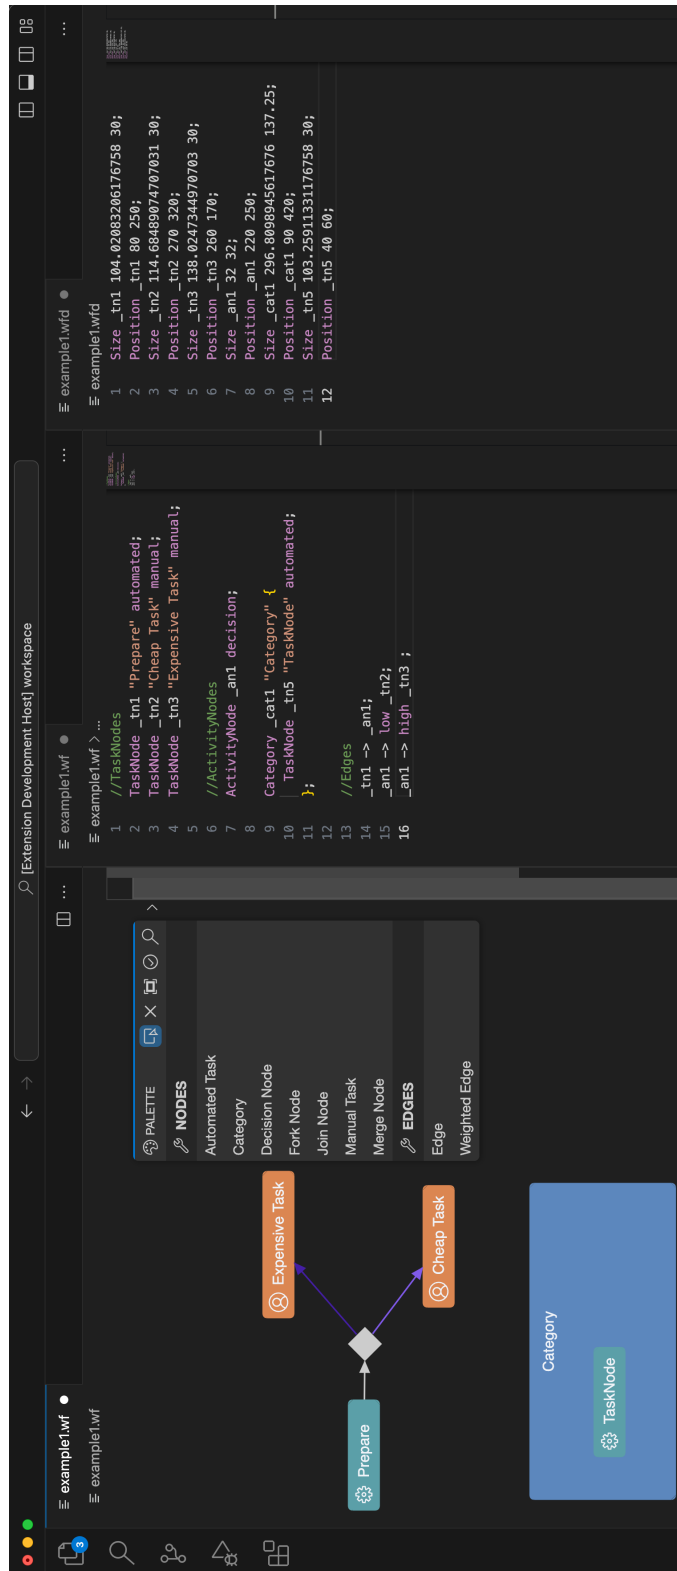 [Extension Development Host] workspace
3
example1.wf
example1.wf
PALETTE
NODES
Automated Task
Category
Decision Node
Fork Node
Join Node
Manual Task
Merge Node
EDGES
Edge
Weighted Edge
Prepare
Expensive Task
Cheap Task
Category
TaskNode
example1.wf
example1.wf > ...
1 //TaskNodes
2 TaskNode _tn1 "Prepare" automated;
3 TaskNode _tn2 "Cheap Task" manual;
4 TaskNode _tn3 "Expensive Task" manual;
5
6 //ActivityNodes
7 ActivityNode _an1 decision;
8
9 Category _cat1 "Category" {
10 TaskNode _tn5 "TaskNode" automated;
11 };
12
13 //Edges
14 _tn1 -> _an1;
15 _an1 -> low _tn2;
16 _an1 -> high _tn3 ;
example1.wfd
example1.wfd
1 Size _tn1 104.02083206176758 30;
2 Position _tn1 80 250;
3 Size _tn2 114.68489074707031 30;
4 Position _tn2 270 320;
5 Size _tn3 138.0247344970703 30;
6 Position _tn3 260 170;
7 Size _an1 32 32;
8 Position _an1 220 250;
9 Size _cat1 296.8098945617676 137.25;
10 Position _cat1 90 420;
11 Size _tn5 103.25911331176758 30;
12 Position _tn5 40 60;